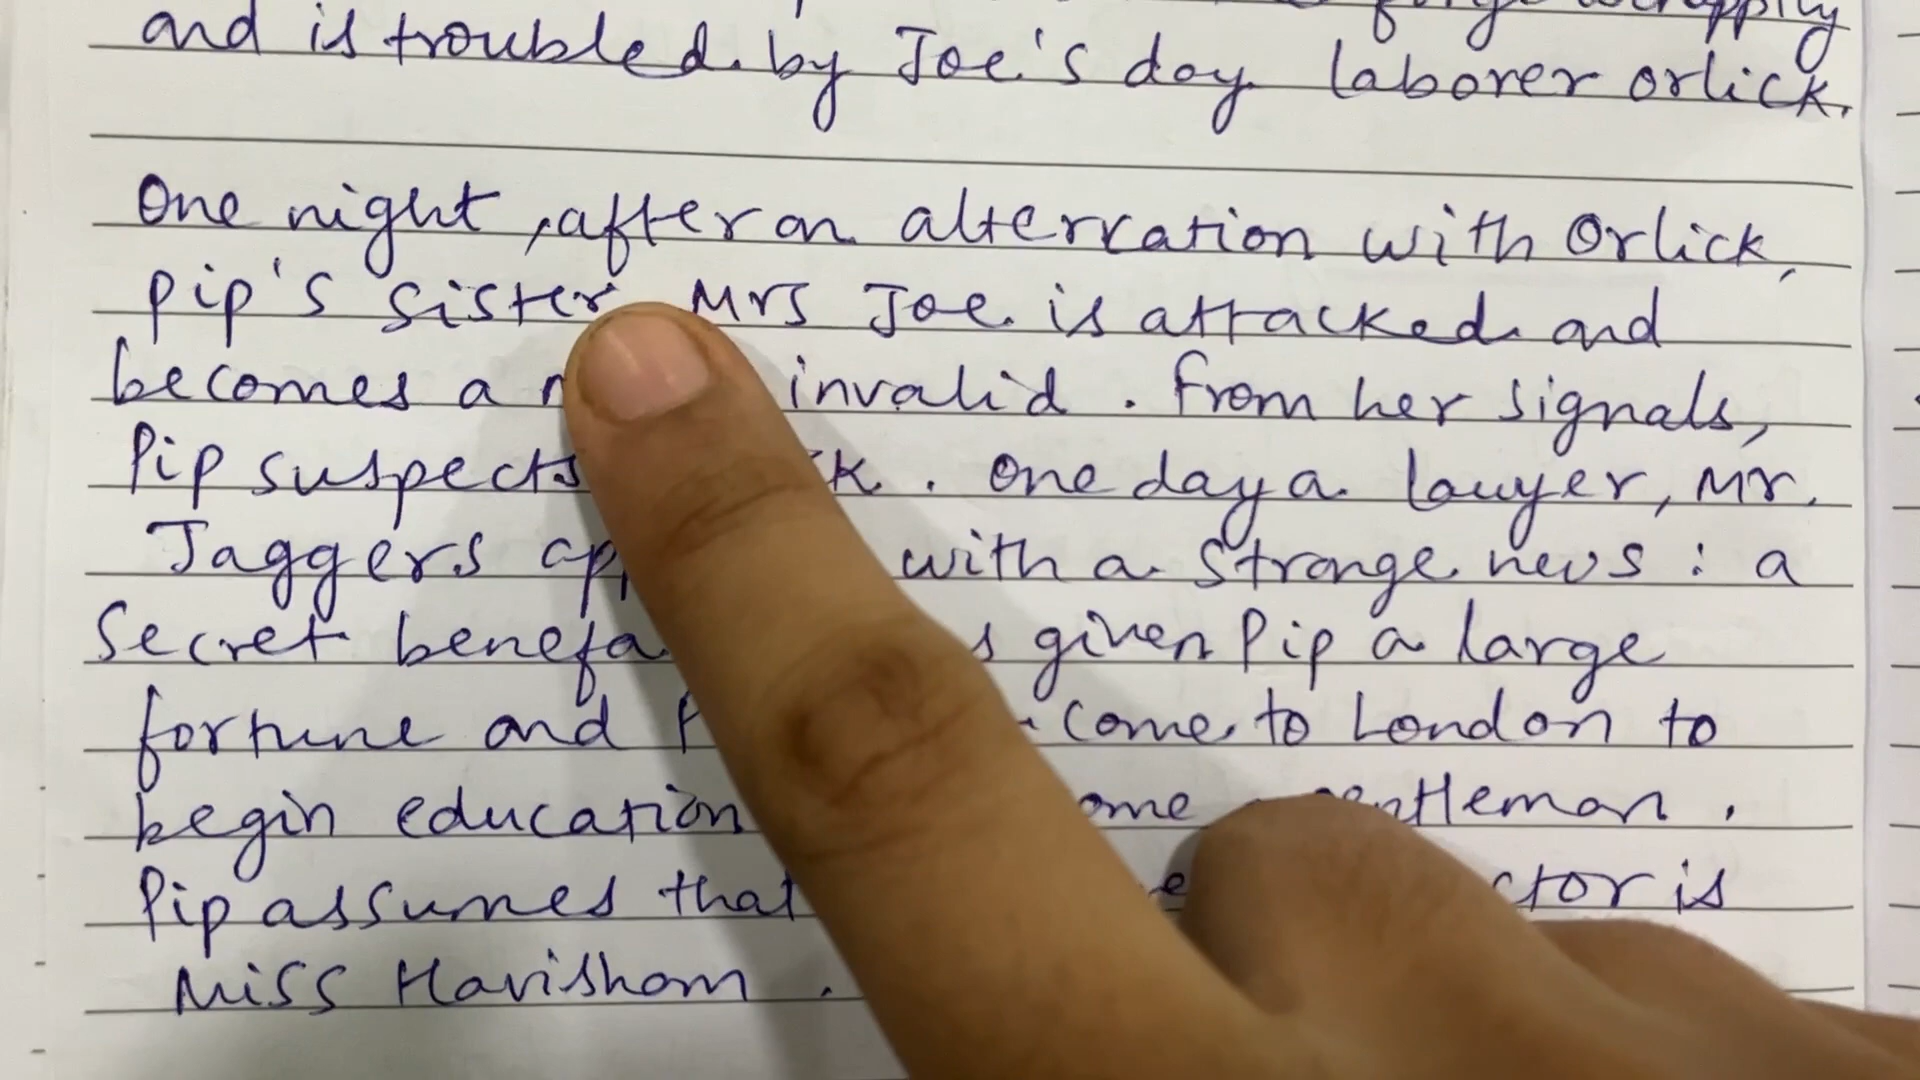 and is troubled by Joe's day laborer orlick.
One night, after an altercation with Orlick,
Pip's sister Mrs Joe is attacked and
becomes a invalid. From her signals,
Pip suspects . One day a lawyer, Mr.
Jaggers with a strange news : a
Secret given Pip a large
fortune and come to London to
begin education gentleman .
Pip assumes that is
Miss Havisham .